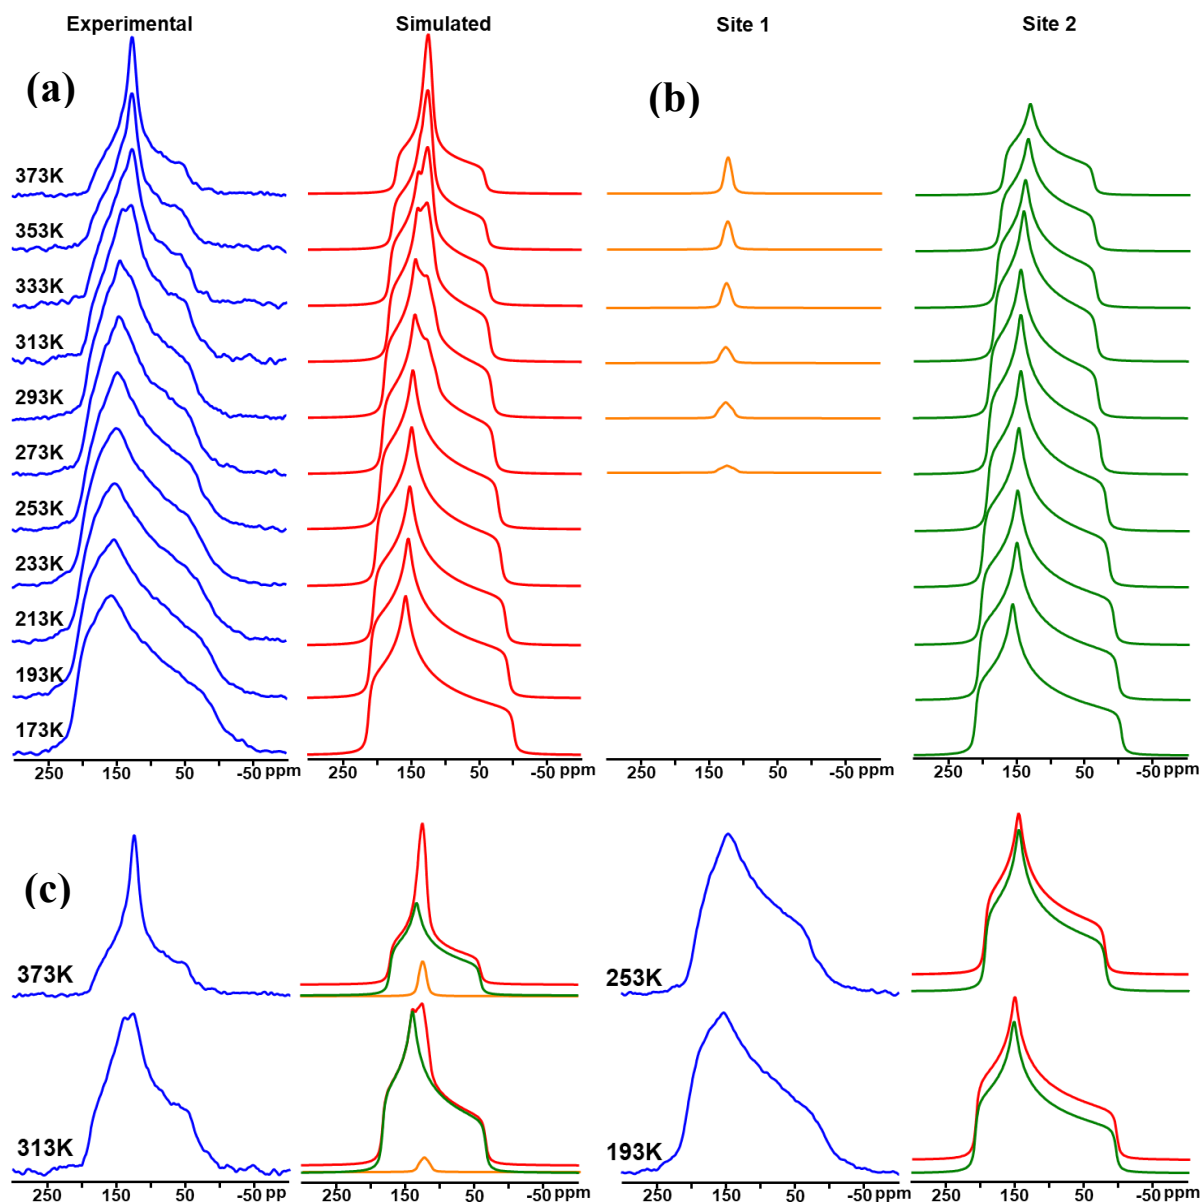 Experimental Simulated Site 1 Site 2
(a) (b)
373K
353K
333K
313K
293K
273K
253K
233K
213K
193K
173K
250 150 50 -50 ppm 250 150 50 -50 ppm 250 150 50 -50 ppm 250 150 50 -50 ppm
(c)
373K 253K
313K 193K
250 150 50 -50 pp 250 150 50 -50 ppm 250 150 50 -50 ppm 250 150 50 -50 ppm